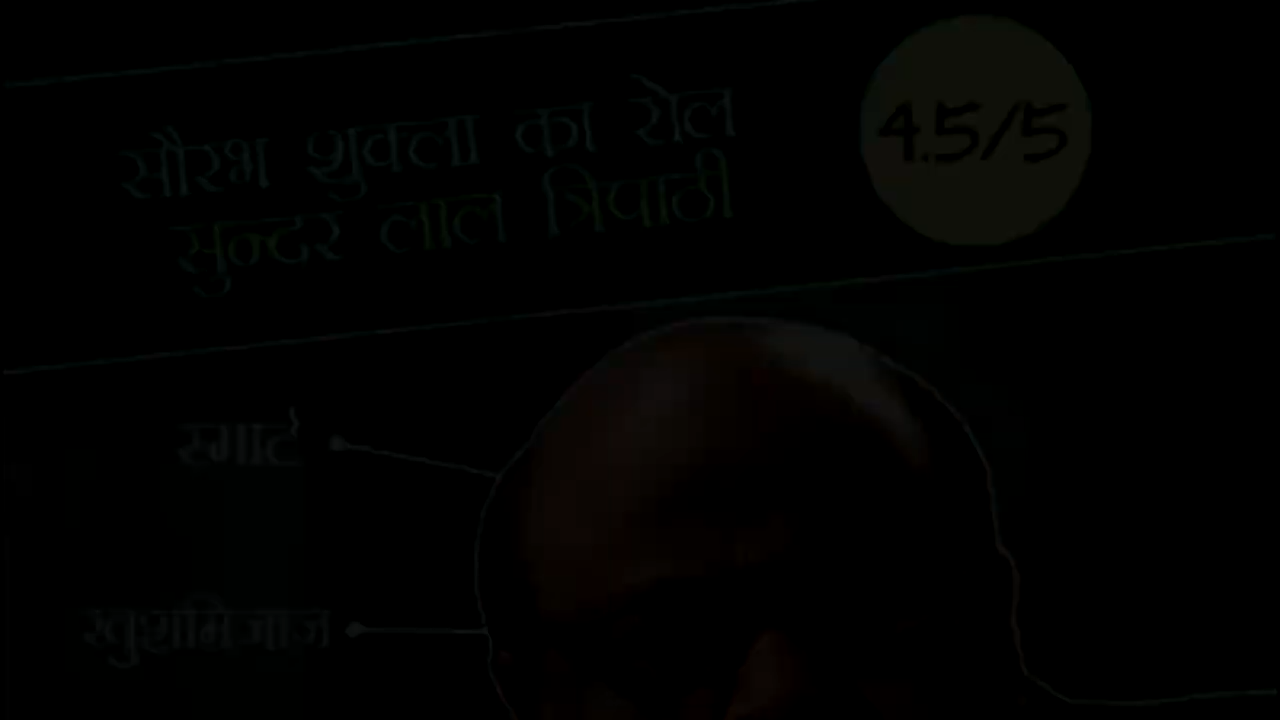 सौरभ शुक्ला का रोल
4.5/5
सुन्दर लाल त्रिपाठी
स्मार्ट
खुशमिजाज